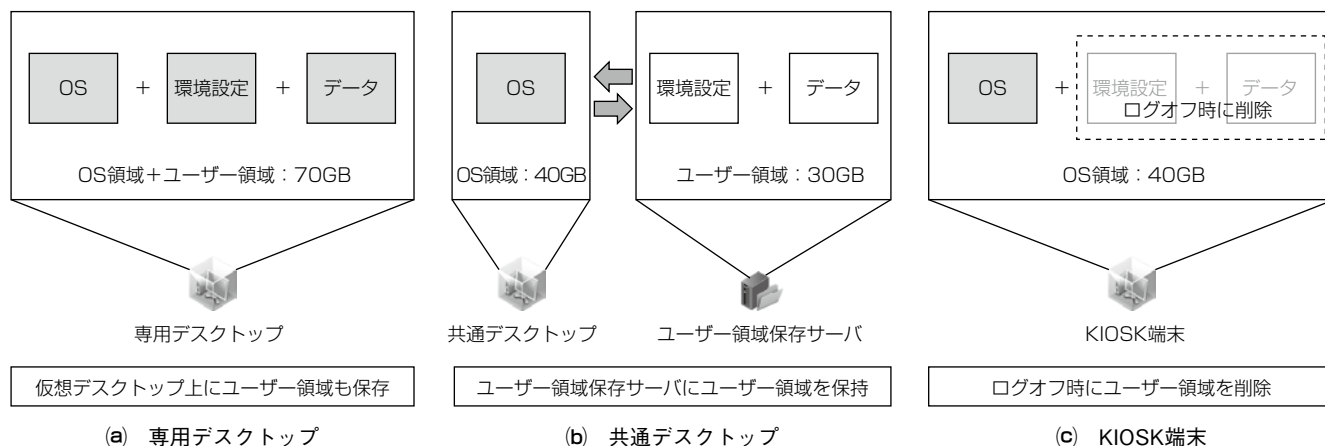 OS + 環境設定 + データ
OS領域+ユーザー領域:70GB
専用デスクトップ
仮想デスクトップ上にユーザー領域も保存
(a) 専用デスクトップ
OS
環境設定 + データ
OS領域:40GB
ユーザー領域:30GB
共通デスクトップ
ユーザー領域保存サーバ
ユーザー領域保存サーバにユーザー領域を保持
(b) 共通デスクトップ
OS + 環境設定 + データ
ログオフ時に削除
OS領域:40GB
KIOSK端末
ログオフ時にユーザー領域を削除
(c) KIOSK端末